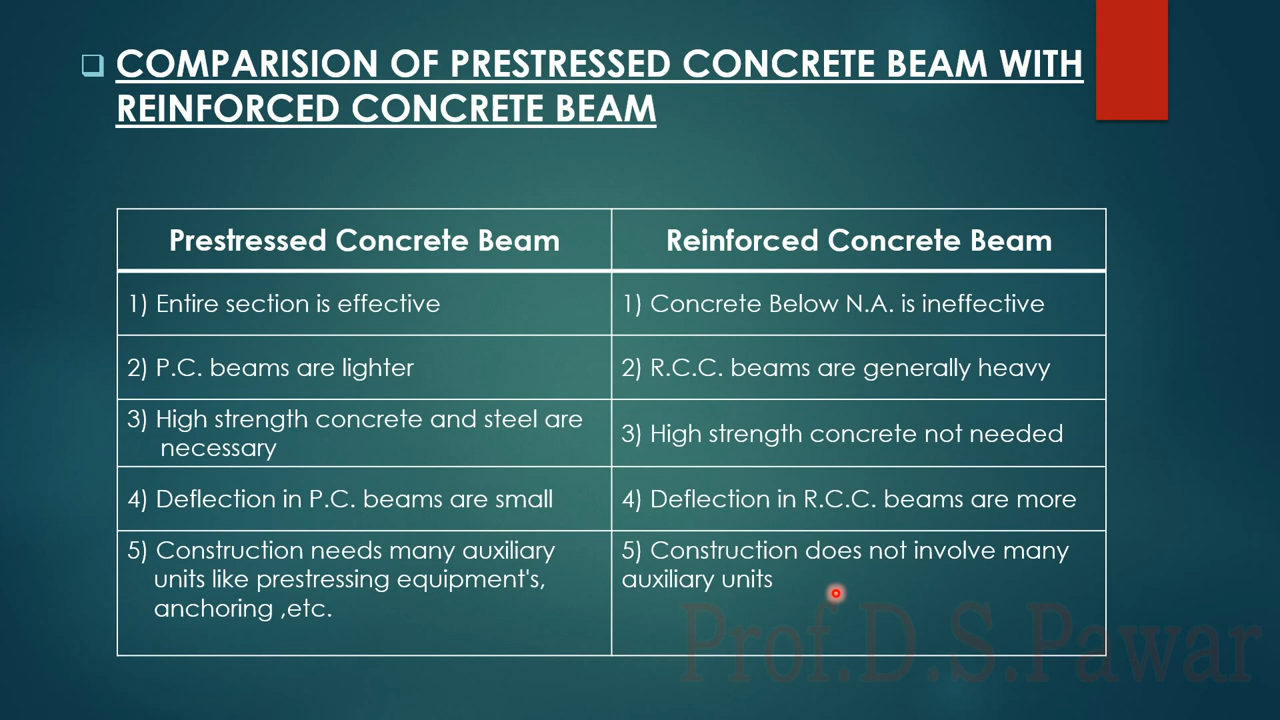 COMPARISION OF PRESTRESSED CONCRETE BEAM WITH
REINFORCED CONCRETE BEAM
Prestressed Concrete Beam
Reinforced Concrete Beam
1) Entire section is effective
1) Concrete Below N.A. is ineffective
2) P.C. beams are lighter
2) R.C.C. beams are generally heavy
3) High strength concrete and steel are
necessary
3) High strength concrete not needed
4) Deflection in P.C. beams are small
4) Deflection in R.C.C. beams are more
5) Construction needs many auxiliary
units like prestressing equipment's,
anchoring ,etc.
5) Construction does not involve many
auxiliary units
Prof.D.S.Pawar